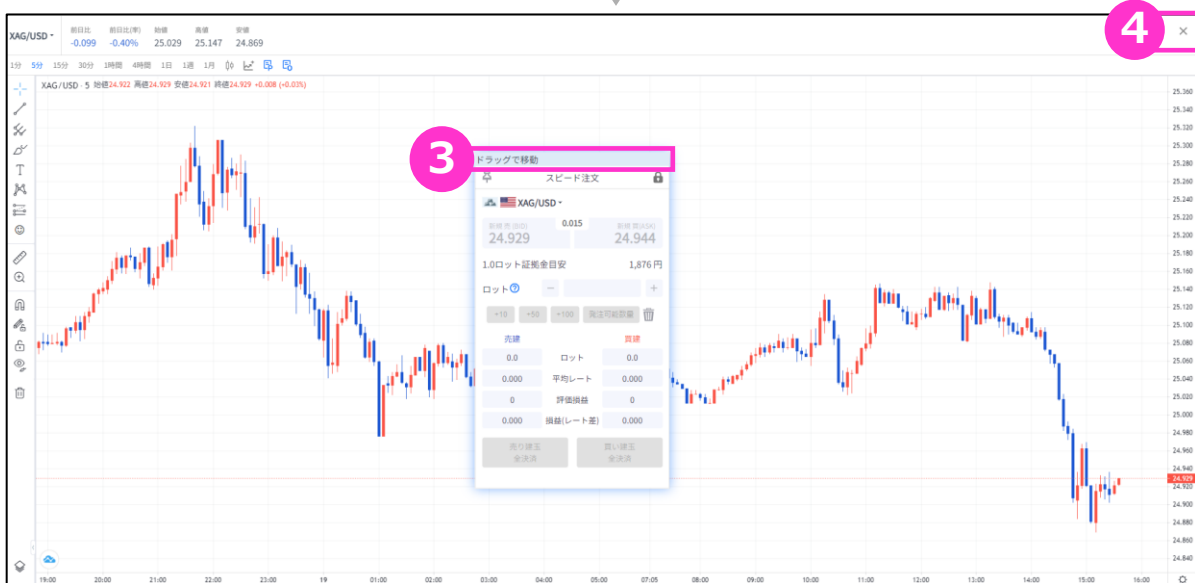 4
XAG/USD
前日比 前日比(率) 始値 高値 安値
-0.099 -0.40% 25.029 25.147 24.869
1分 5分 15分 30分 1時間 4時間 1日 1週 1月
XAG/USD · 5 始値24.922 高値24.929 安値24.921 終値24.929 +0.008 (+0.03%)
3
ドラッグで移動
スピード注文
XAG/USD
新規 売(BID) 0.015 新規 買(ASK)
24.929 24.944
1.0ロット証拠金目安 1,876円
ロット
+10 +50 +100 発注可能数量
売建 買建
0.0 ロット 0.0
0.000 平均レート 0.000
0 評価損益 0
0.000 損益(レート差) 0.000
売り建玉 買い建玉
全決済 全決済
25.360
25.340
25.320
25.300
25.280
25.260
25.240
25.220
25.200
25.180
25.160
25.140
25.120
25.100
25.080
25.060
25.040
25.020
25.000
24.980
24.960
24.940
24.929
24.920
24.900
24.880
24.860
24.840
19:00 20:00 21:00 22:00 23:00 19 01:00 02:00 03:00 04:00 05:00 07:05 08:00 09:00 10:00 11:00 12:00 13:00 14:00 15:00 16:00